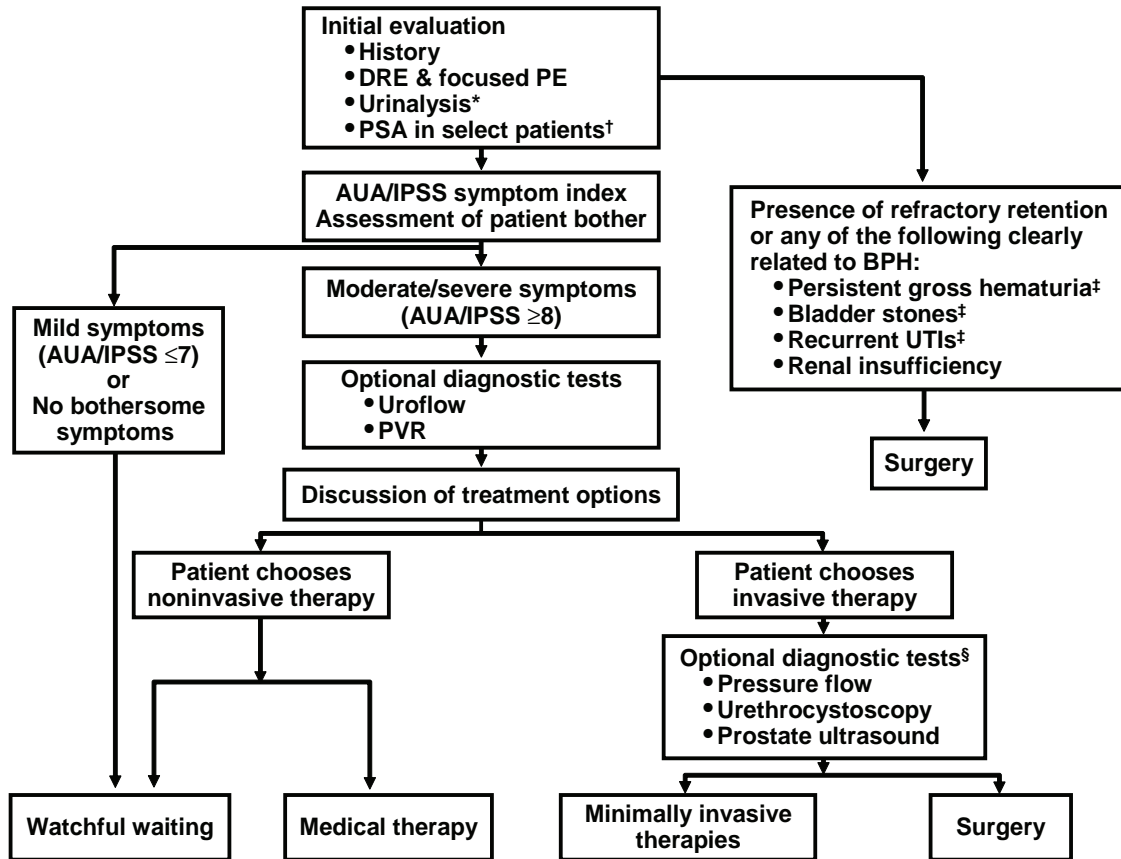 Initial evaluation
•History
•DRE & focused PE
•Urinalysis*
•PSA in select patients†
AUA/IPSS symptom index
Assessment of patient bother
Presence of refractory retention
or any of the following clearly
related to BPH:
•Persistent gross hematuria‡
•Bladder stones‡
•Recurrent UTIs‡
•Renal insufficiency
Surgery
Mild symptoms
(AUA/IPSS ≤7)
or
No bothersome
symptoms
Moderate/severe symptoms
(AUA/IPSS ≥8)
Optional diagnostic tests
•Uroflow
•PVR
Discussion of treatment options
Patient chooses
noninvasive therapy
Patient chooses
invasive therapy
Optional diagnostic tests§
•Pressure flow
•Urethrocystoscopy
•Prostate ultrasound
Watchful waiting
Medical therapy
Minimally invasive
therapies
Surgery